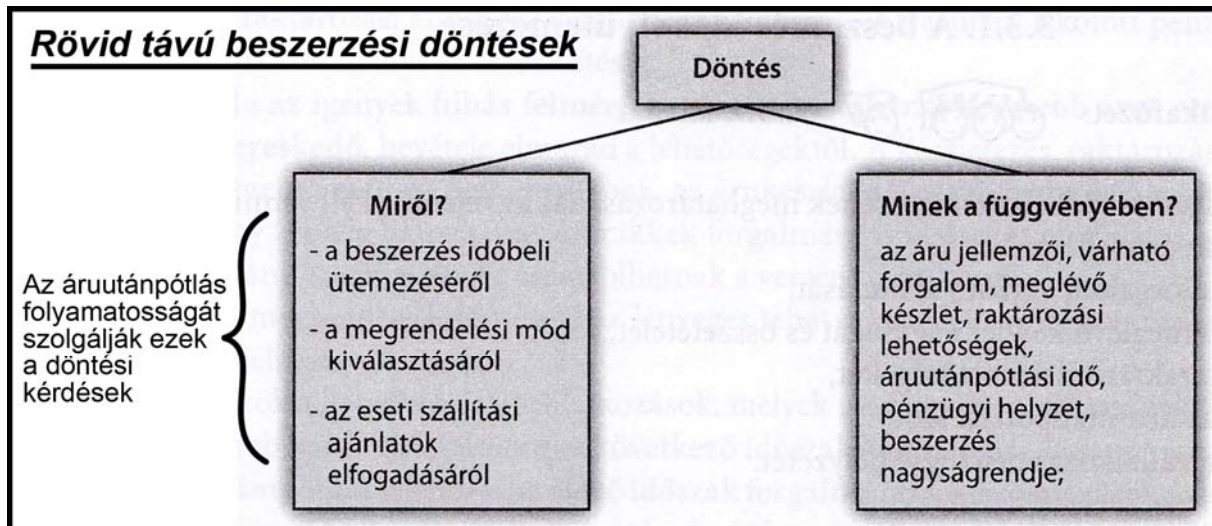 Rövid távú beszerzési döntések
Döntés
Az áruutánpótlás
folyamatosságát
szolgálják ezek
a döntési
kérdések
Miről?
- a beszerzés időbeli
ütemezéséről
- a megrendelési mód
kiválasztásáról
- az eseti szállítási
ajánlatok
elfogadásáról
Minek a függvényében?
az áru jellemzői, várható
forgalom, meglévő
készlet, raktározási
lehetőségek,
áruutánpótlási idő,
pénzügyi helyzet,
beszerzés
nagyságrendje;